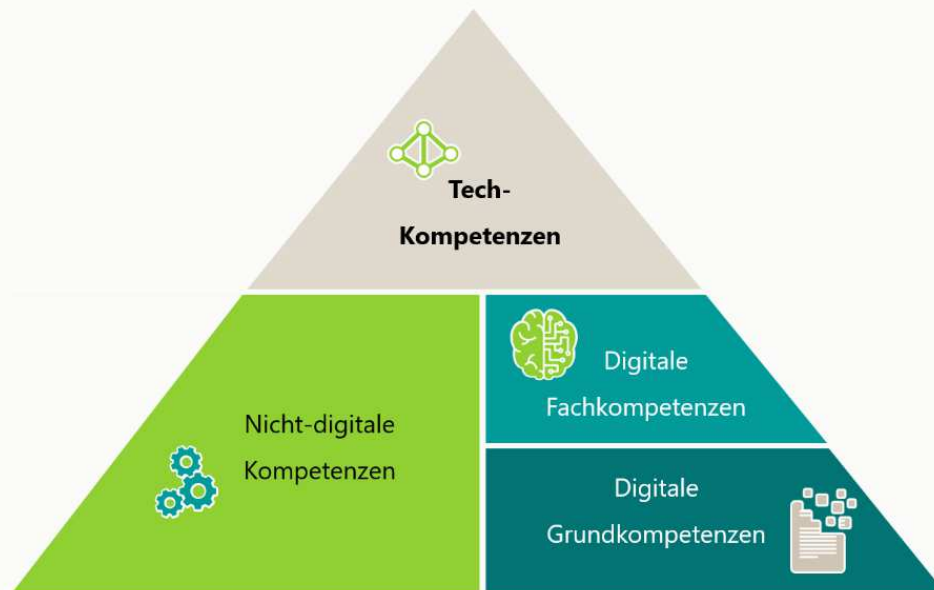 Tech-
Kompetenzen
Nicht-digitale
Kompetenzen
Digitale
Fachkompetenzen
Digitale
Grundkompetenzen